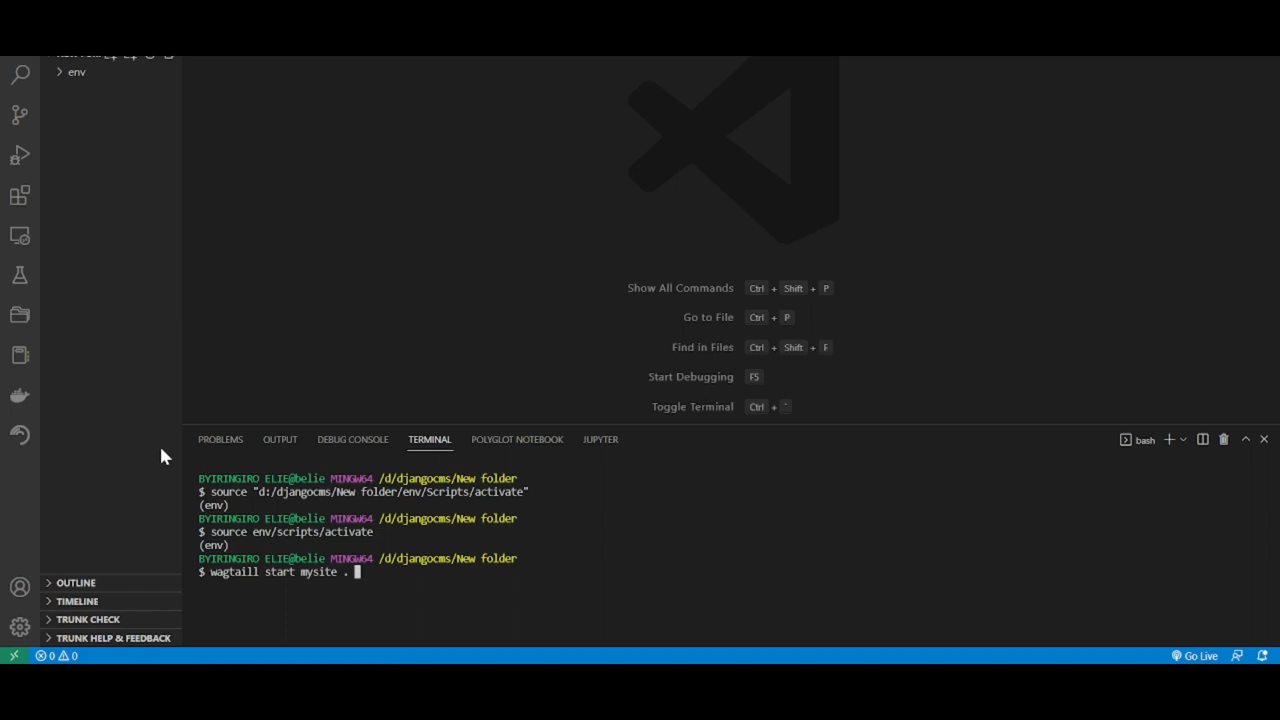 env
Show All Commands Ctrl + Shift + P
Go to File Ctrl + P
Find in Files Ctrl + Shift + F
Start Debugging F5
Toggle Terminal Ctrl + `
PROBLEMS OUTPUT DEBUG CONSOLE TERMINAL POLYGLOT NOTEBOOK JUPYTER bash
BYIRINGIRO ELIE@belie MINGW64 /d/djangocms/New folder
$ source "d:/djangocms/New folder/env/Scripts/activate"
(env)
BYIRINGIRO ELIE@belie MINGW64 /d/djangocms/New folder
$ source env/scripts/activate
(env)
BYIRINGIRO ELIE@belie MINGW64 /d/djangocms/New folder
$ wagtaill start mysite .
OUTLINE
TIMELINE
TRUNK CHECK
TRUNK HELP & FEEDBACK
0 0 Go Live